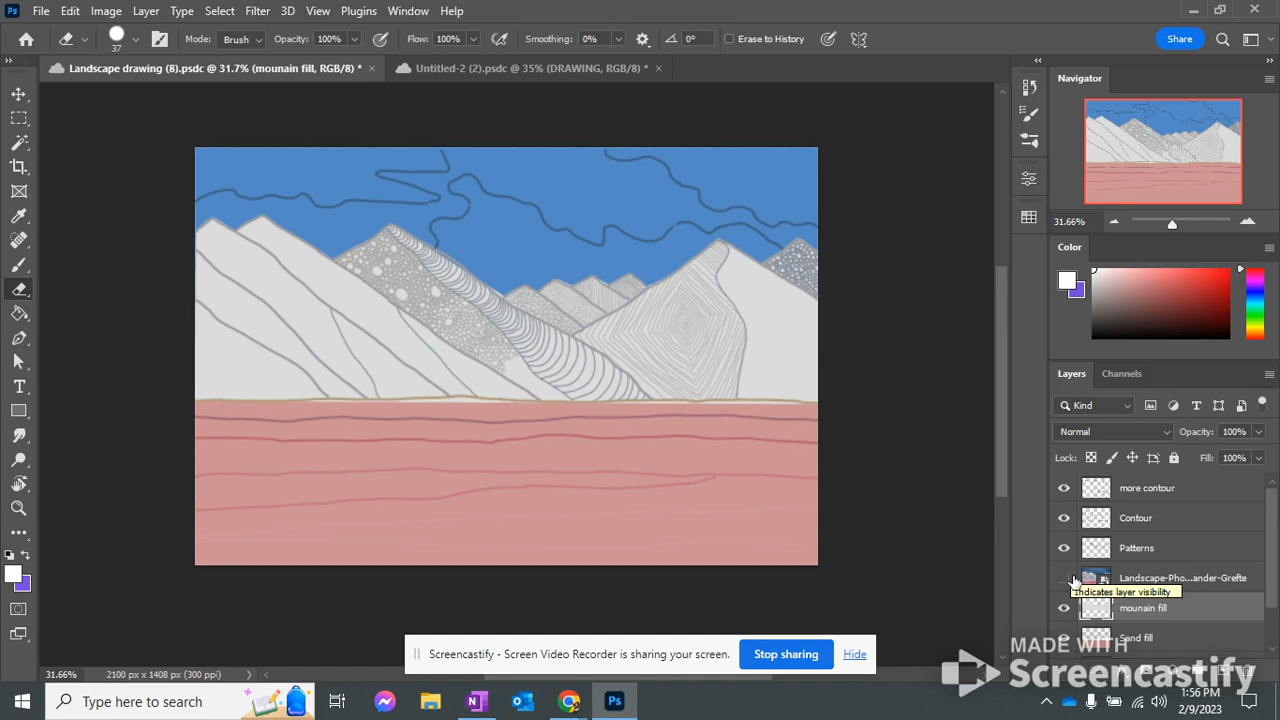 Ps File Edit Image Layer Type Select Filter 3D View Plugins Window Help
37 Mode: Brush Opacity: 100% Flow: 100% Smoothing: 0% 0° Erase to History Share
Landscape drawing (8).psdc @ 31.7% (mounain fill, RGB/8) * × Untitled-2 (2).psdc @ 35% (DRAWING, RGB/8) * ×
Navigator
31.66%
Color
Layers Channels
Kind
Normal Opacity: 100%
Lock: Fill: 100%
more contour
Contour
Patterns
Landscape-Pho...ander-Grefte
Indicates layer visibility
mounain fill
Sand fill
MADE WITH
Screencastify
Screencastify - Screen Video Recorder is sharing your screen. Stop sharing Hide
31.66% 2100 px x 1408 px (300 ppi)
Type here to search
1:56 PM
2/9/2023